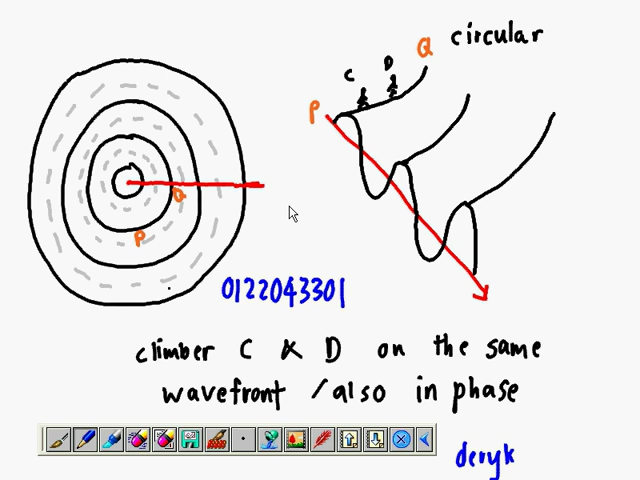 Q circular
C D
P
Q
P
0122043301
climber C & D on the same
wavefront / also in phase
deryk